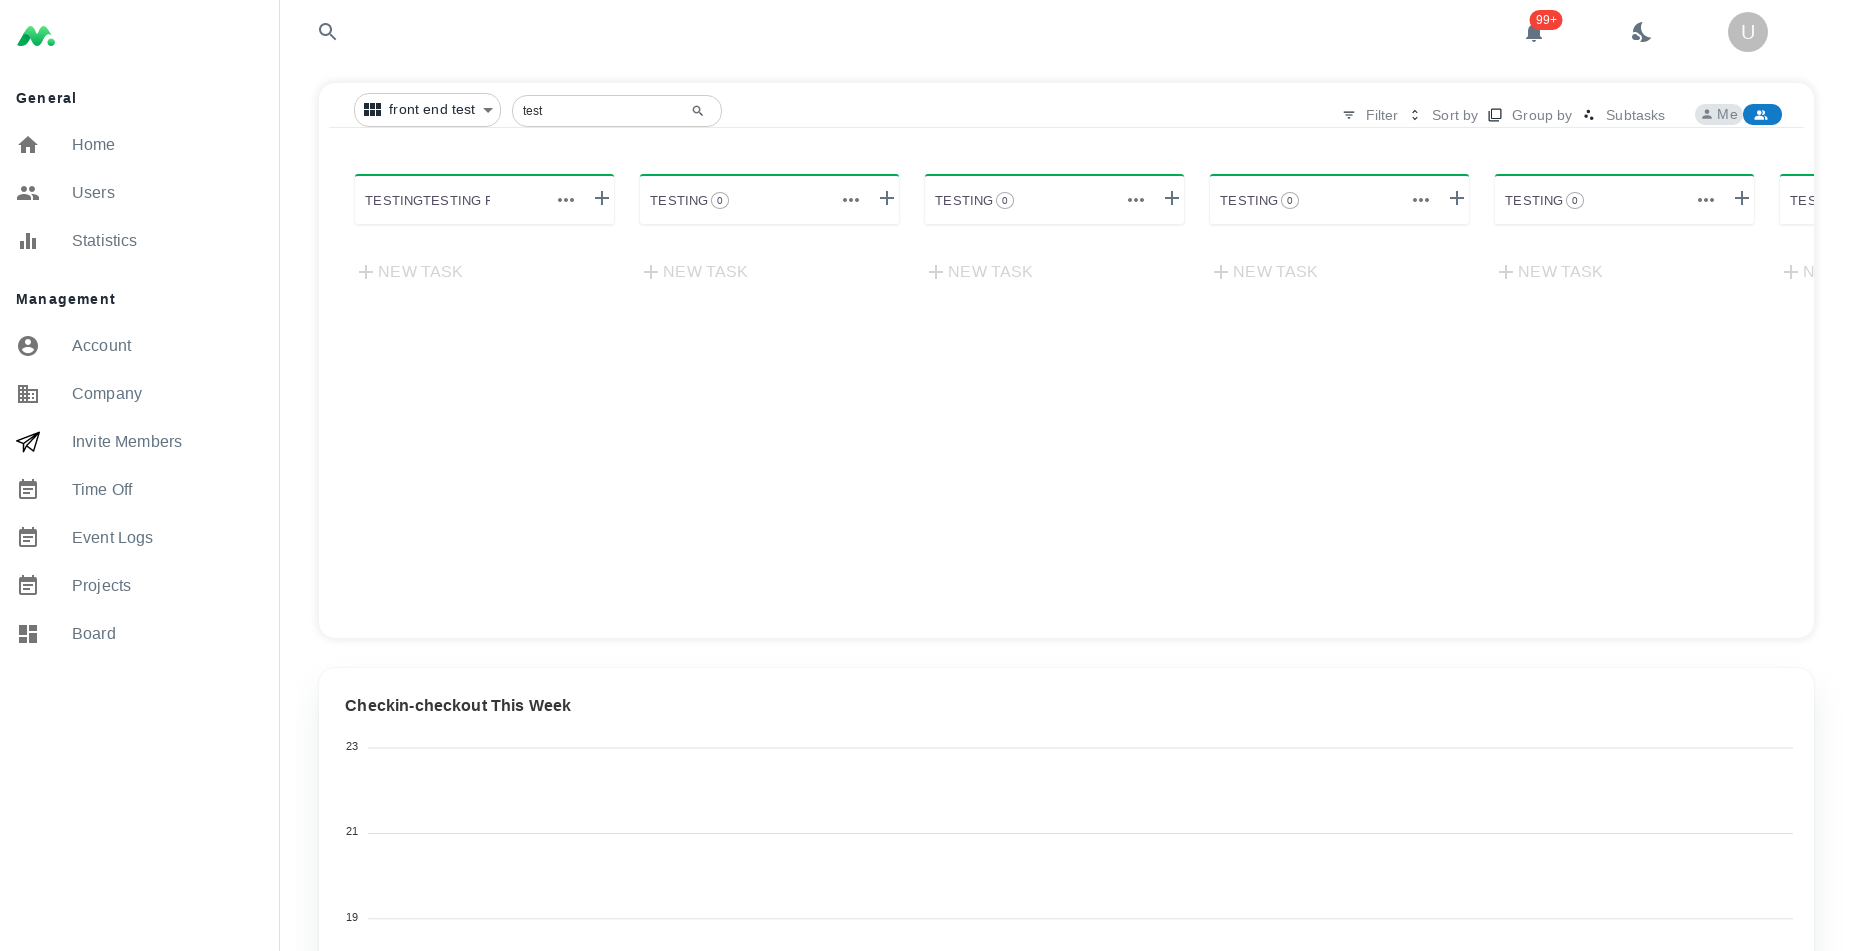 99+
U
General
Home
Users
Statistics
Management
Account
Company
Invite Members
Time Off
Event Logs
Projects
Board
front end test
test
Filter
Sort by
Group by
Subtasks
Me
TESTINGTESTING
TESTING 0
TESTING 0
TESTING 0
TESTING 0
NEW TASK
NEW TASK
NEW TASK
NEW TASK
NEW TASK
Checkin-checkout This Week
23
21
19